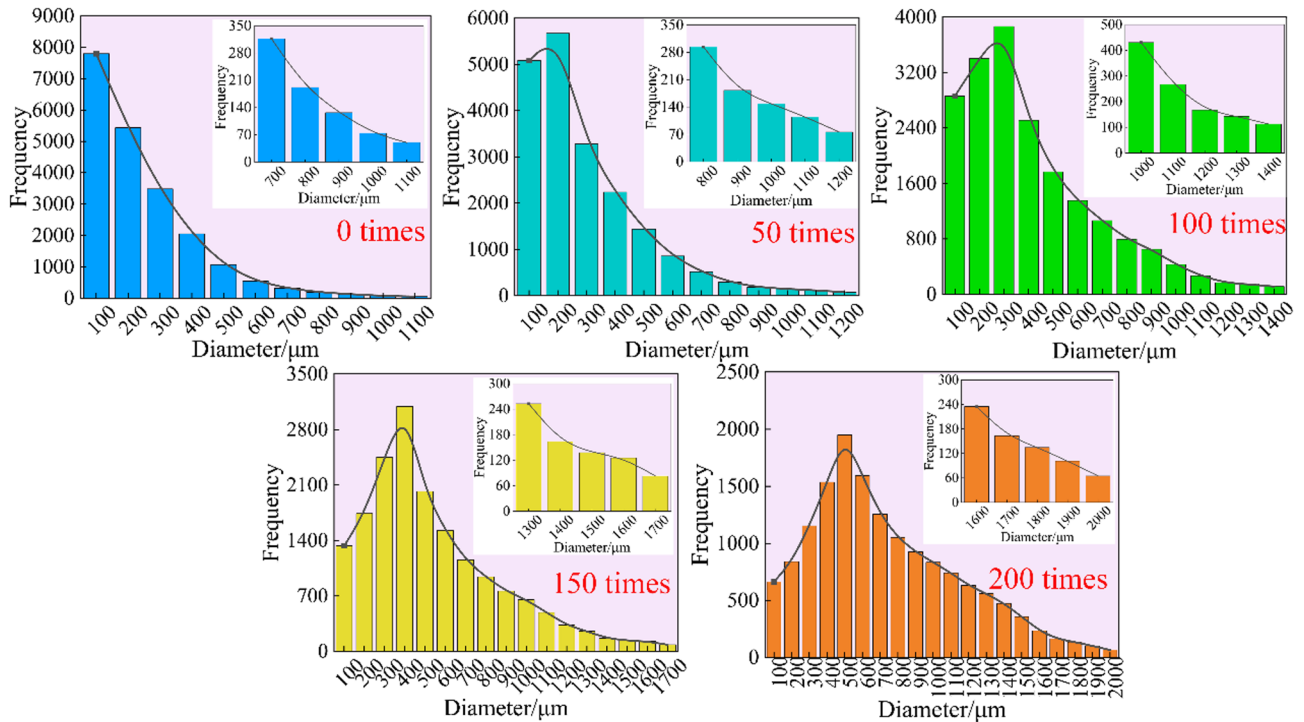 9000
8000
7000
6000
5000
4000
3000
2000
1000
0
Frequency
100 200 300 400 500 600 700 800 900 1000 1100
Diameter/μm
350
280
210
140
70
0
Frequency
700 800 900 1000 1100
Diameter/μm
0 times
6000
5000
4000
3000
2000
1000
0
Frequency
100 200 300 400 500 600 700 800 900 1000 1100 1200
Diameter/μm
350
280
210
140
70
0
Frequency
800 900 1000 1100 1200
Diameter/μm
50 times
4000
3200
2400
1600
800
0
Frequency
100 200 300 400 500 600 700 800 900 1000 1100 1200 1300 1400
Diameter/μm
500
400
300
200
100
0
Frequency
1000 1100 1200 1300 1400
Diameter/μm
100 times
3500
2800
2100
1400
700
0
Frequency
100 200 300 400 500 600 700 800 900 1000 1100 1200 1300 1400 1500 1600 1700
Diameter/μm
300
240
180
120
60
0
Frequency
1300 1400 1500 1600 1700
Diameter/μm
150 times
2500
2000
1500
1000
500
0
Frequency
100 200 300 400 500 600 700 800 900 1000 1100 1200 1300 1400 1500 1600 1700 1800 1900 2000
Diameter/μm
300
240
180
120
60
0
Frequency
1600 1700 1800 1900 2000
Diameter/μm
200 times